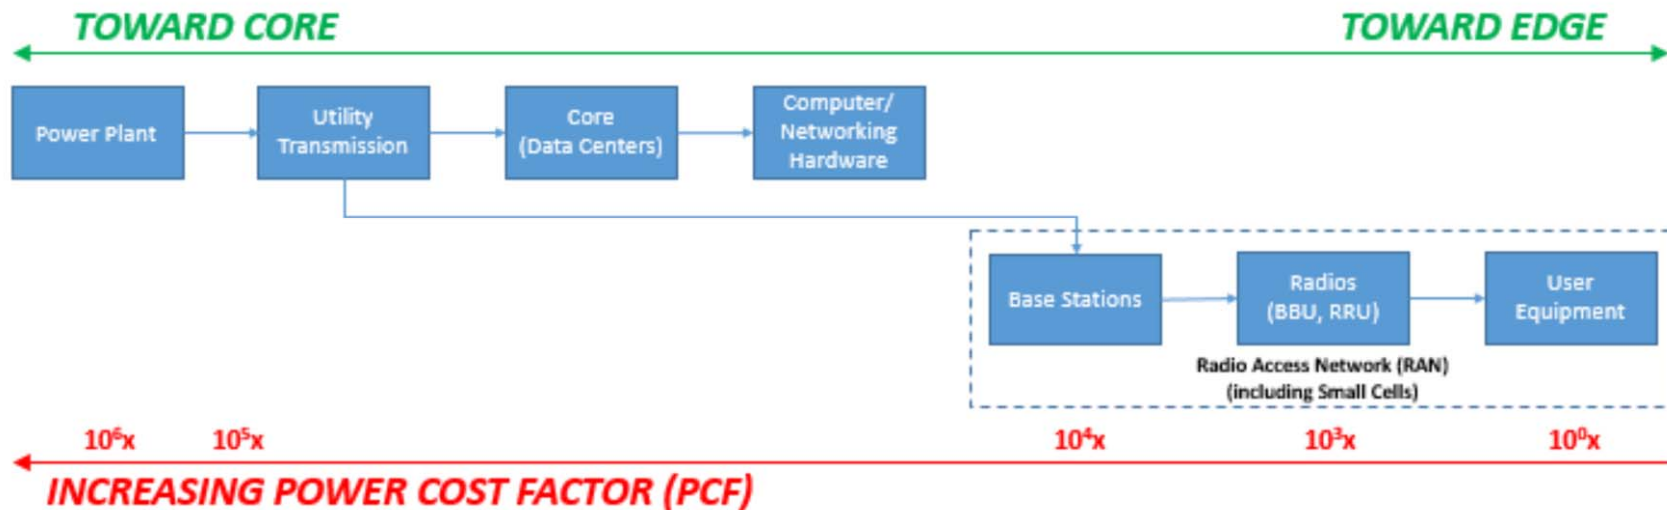 TOWARD CORE
TOWARD EDGE
Power Plant
Utility
Transmission
Core
(Data Centers)
Computer/
Networking
Hardware
Base Stations
Radios
(BBU, RRU)
User
Equipment
Radio Access Network (RAN)
(including Small Cells)
10⁶x
10⁵x
10⁴x
10³x
10⁰x
INCREASING POWER COST FACTOR (PCF)